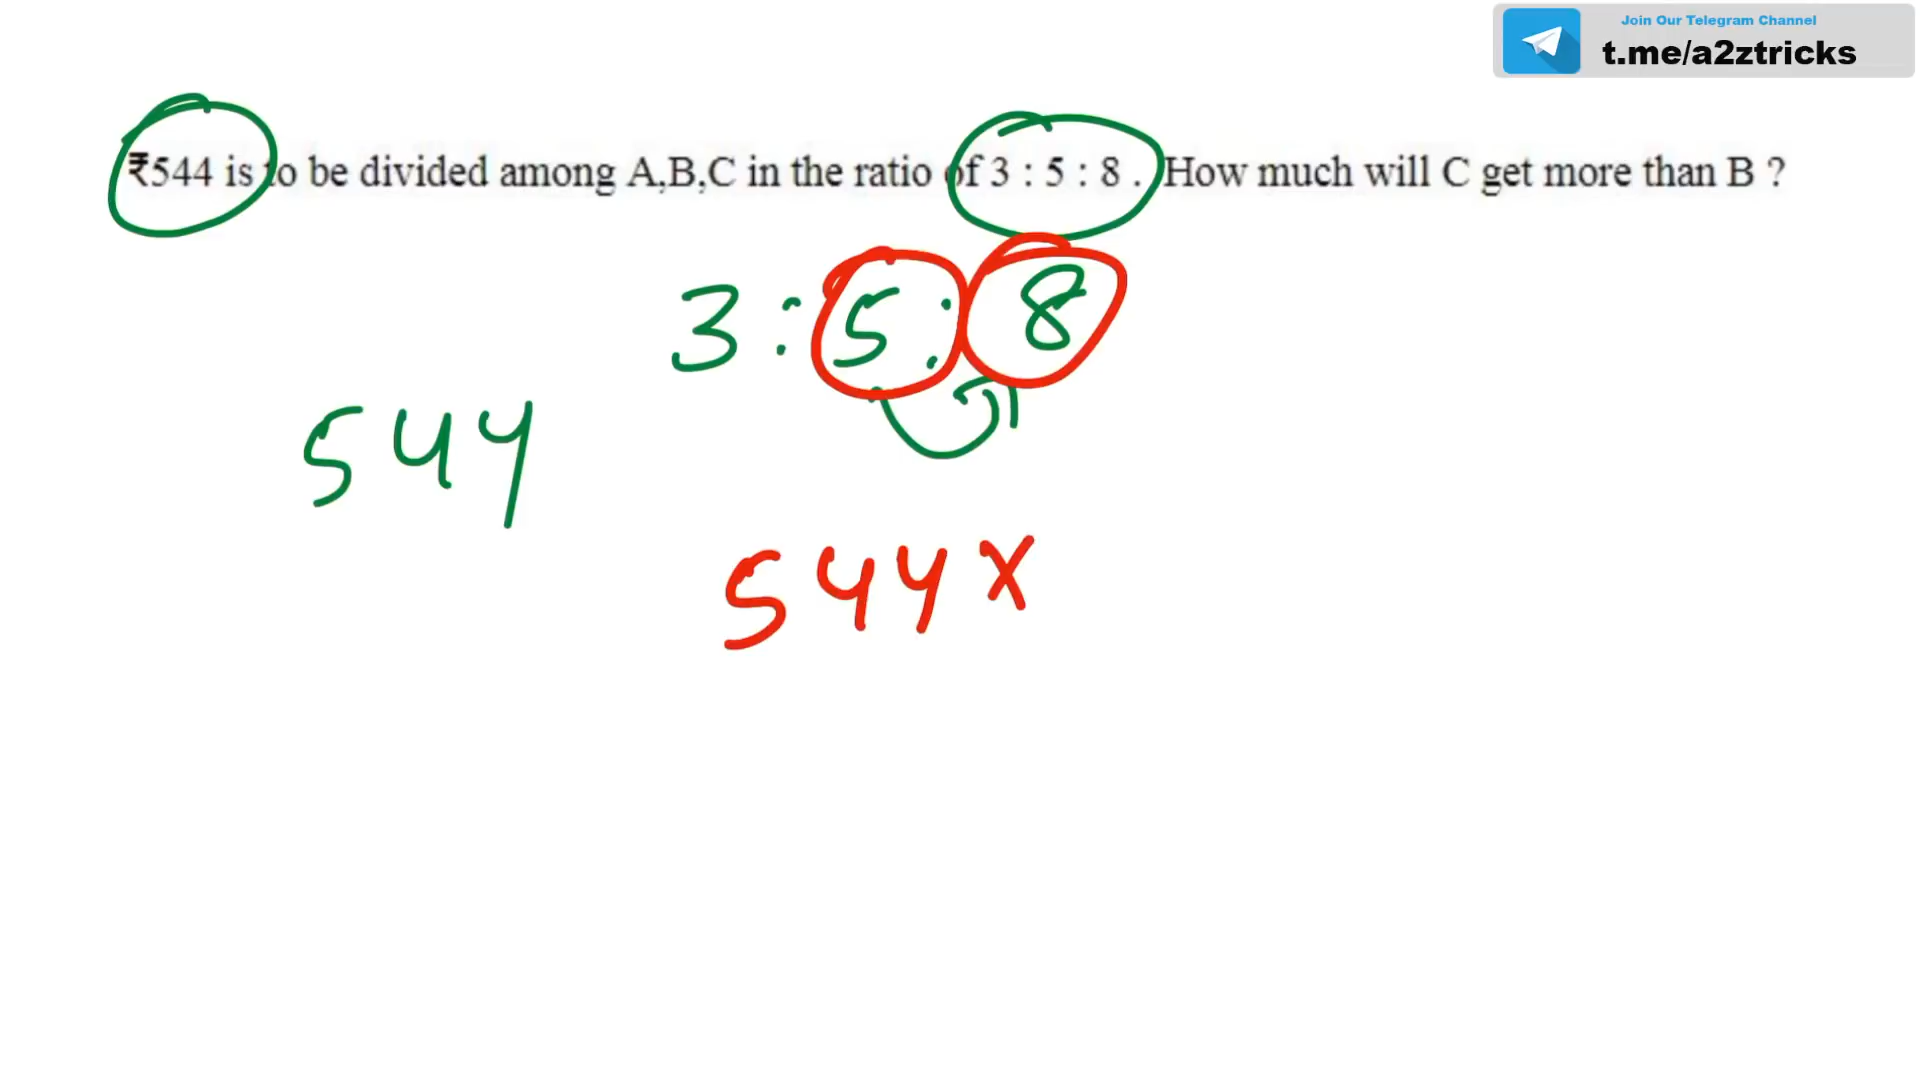 Join Our Telegram Channel
t.me/a2ztricks
₹544 is to be divided among A,B,C in the ratio of 3 : 5 : 8 . How much will C get more than B ?
3 : 5 : 8
544
544 x